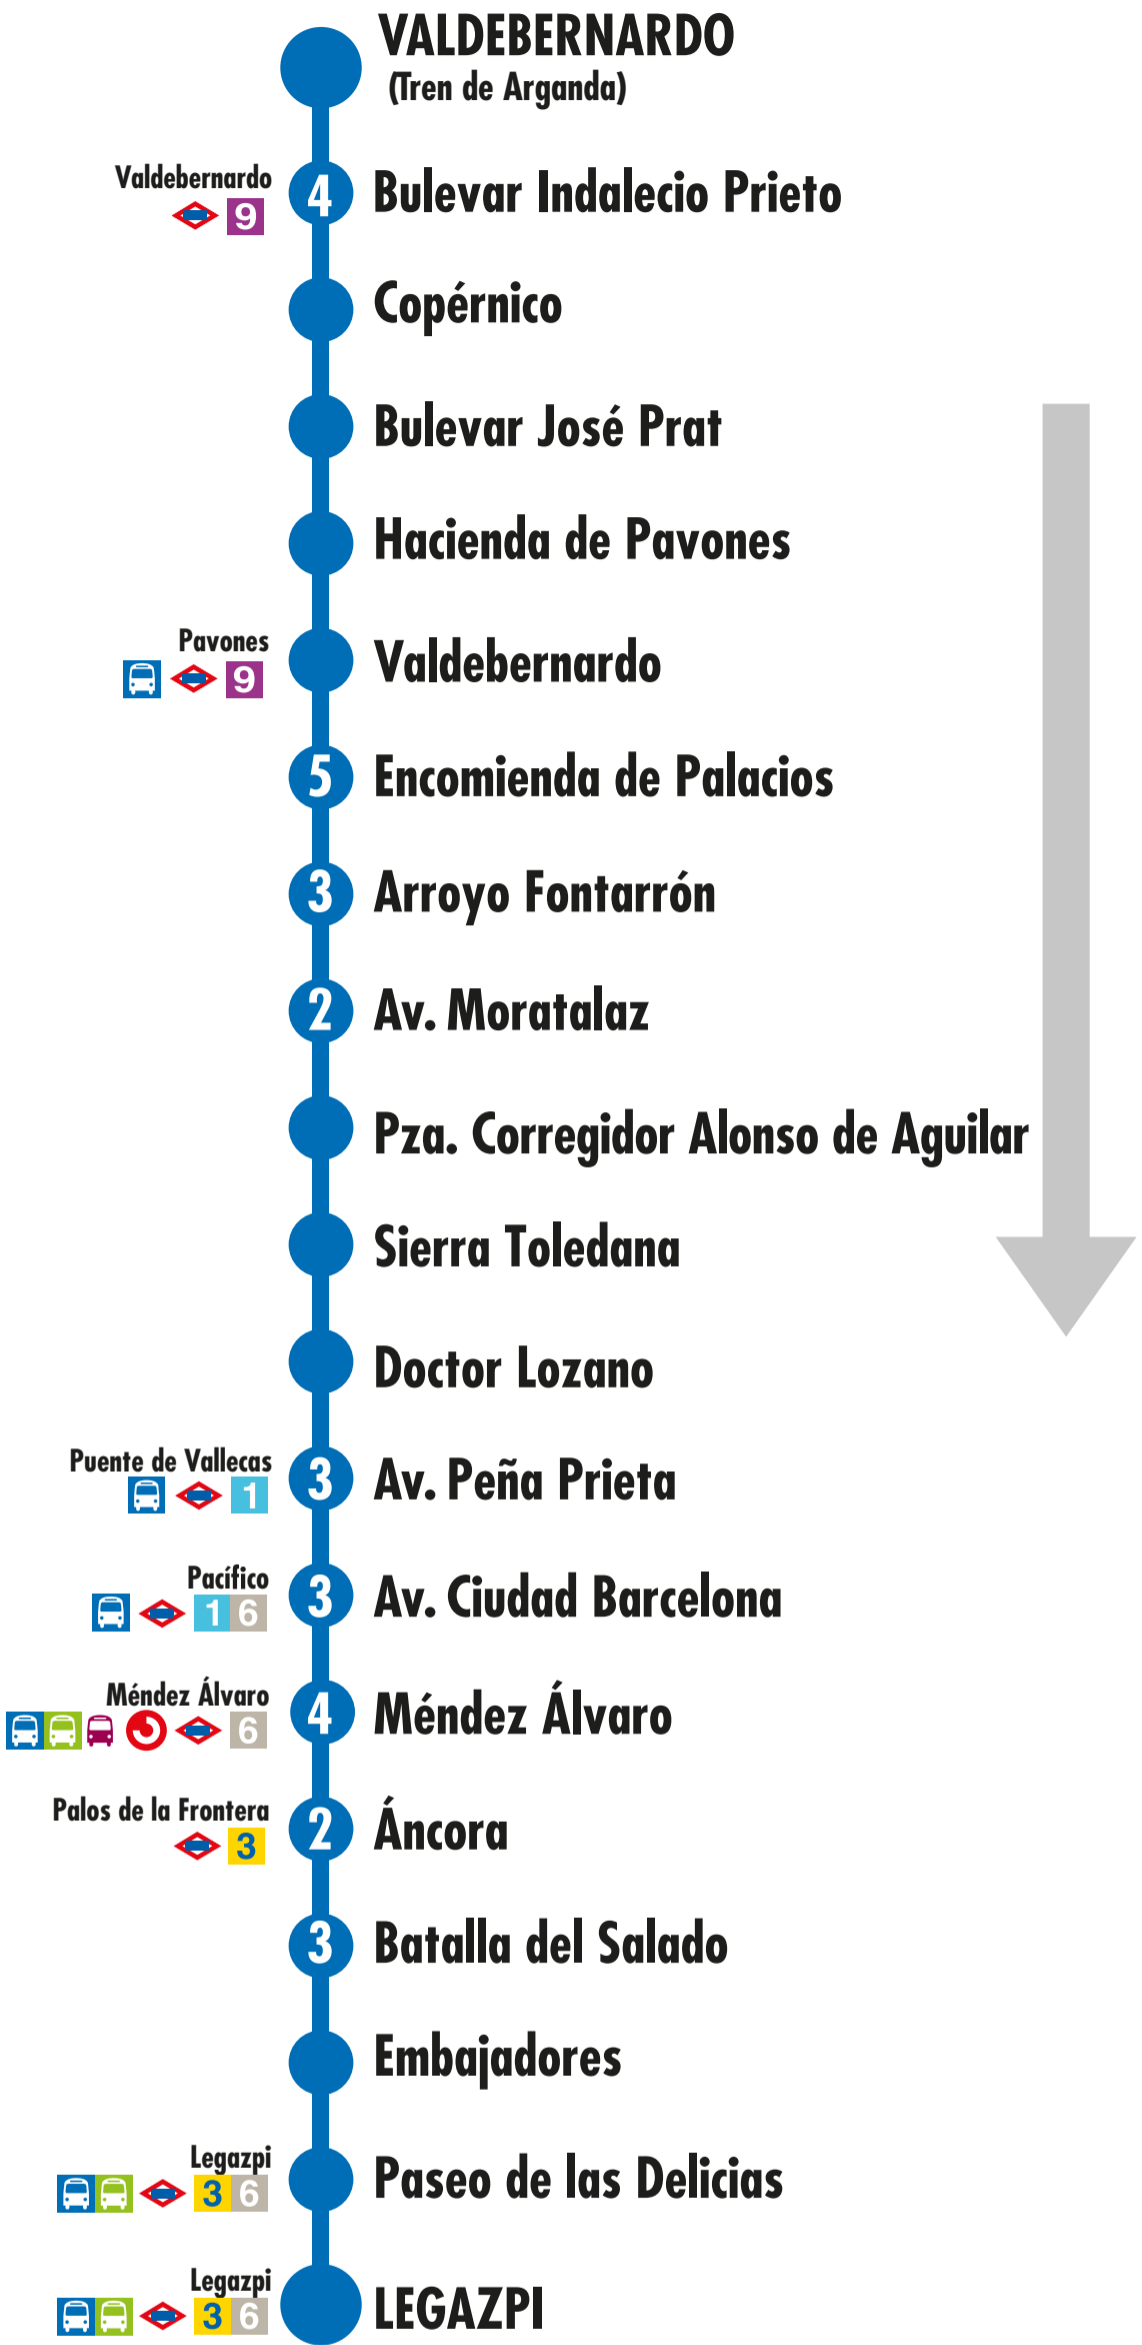 VALDEBERNARDO
(Tren de Arganda)
Valdebernardo
9
4
Bulevar Indalecio Prieto
Copérnico
Bulevar José Prat
Hacienda de Pavones
Pavones
9
Valdebernardo
5
Encomienda de Palacios
3
Arroyo Fontarrón
2
Av. Moratalaz
Pza. Corregidor Alonso de Aguilar
Sierra Toledana
Doctor Lozano
Puente de Vallecas
1
3
Av. Peña Prieta
Pacífico
1 6
3
Av. Ciudad Barcelona
Méndez Álvaro
6
4
Méndez Álvaro
Palos de la Frontera
3
2
Áncora
3
Batalla del Salado
Embajadores
Legazpi
3 6
Paseo de las Delicias
Legazpi
3 6
LEGAZPI